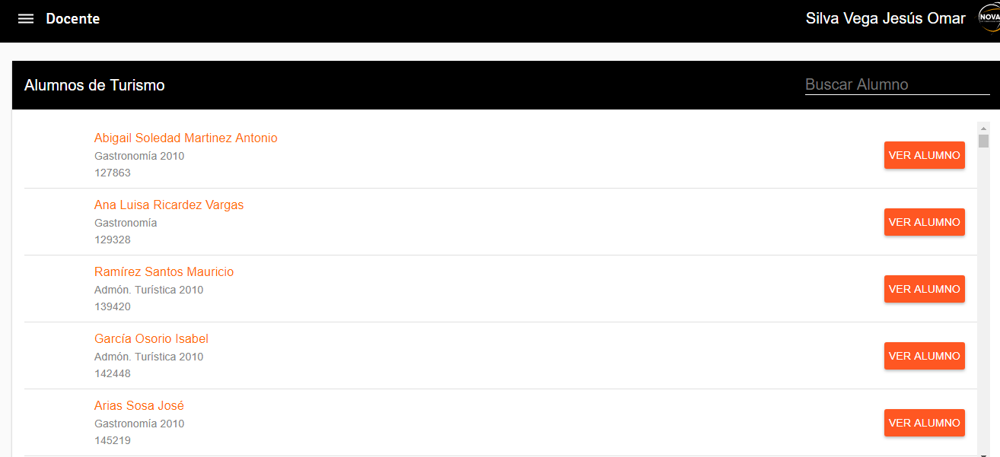 Docente
Silva Vega Jesús Omar
NOVA
Alumnos de Turismo
Buscar Alumno
Abigail Soledad Martinez Antonio
Gastronomía 2010
127863
VER ALUMNO
Ana Luisa Ricardez Vargas
Gastronomía
129328
VER ALUMNO
Ramírez Santos Mauricio
Admón. Turística 2010
139420
VER ALUMNO
García Osorio Isabel
Admón. Turística 2010
142448
VER ALUMNO
Arias Sosa José
Gastronomía 2010
145219
VER ALUMNO